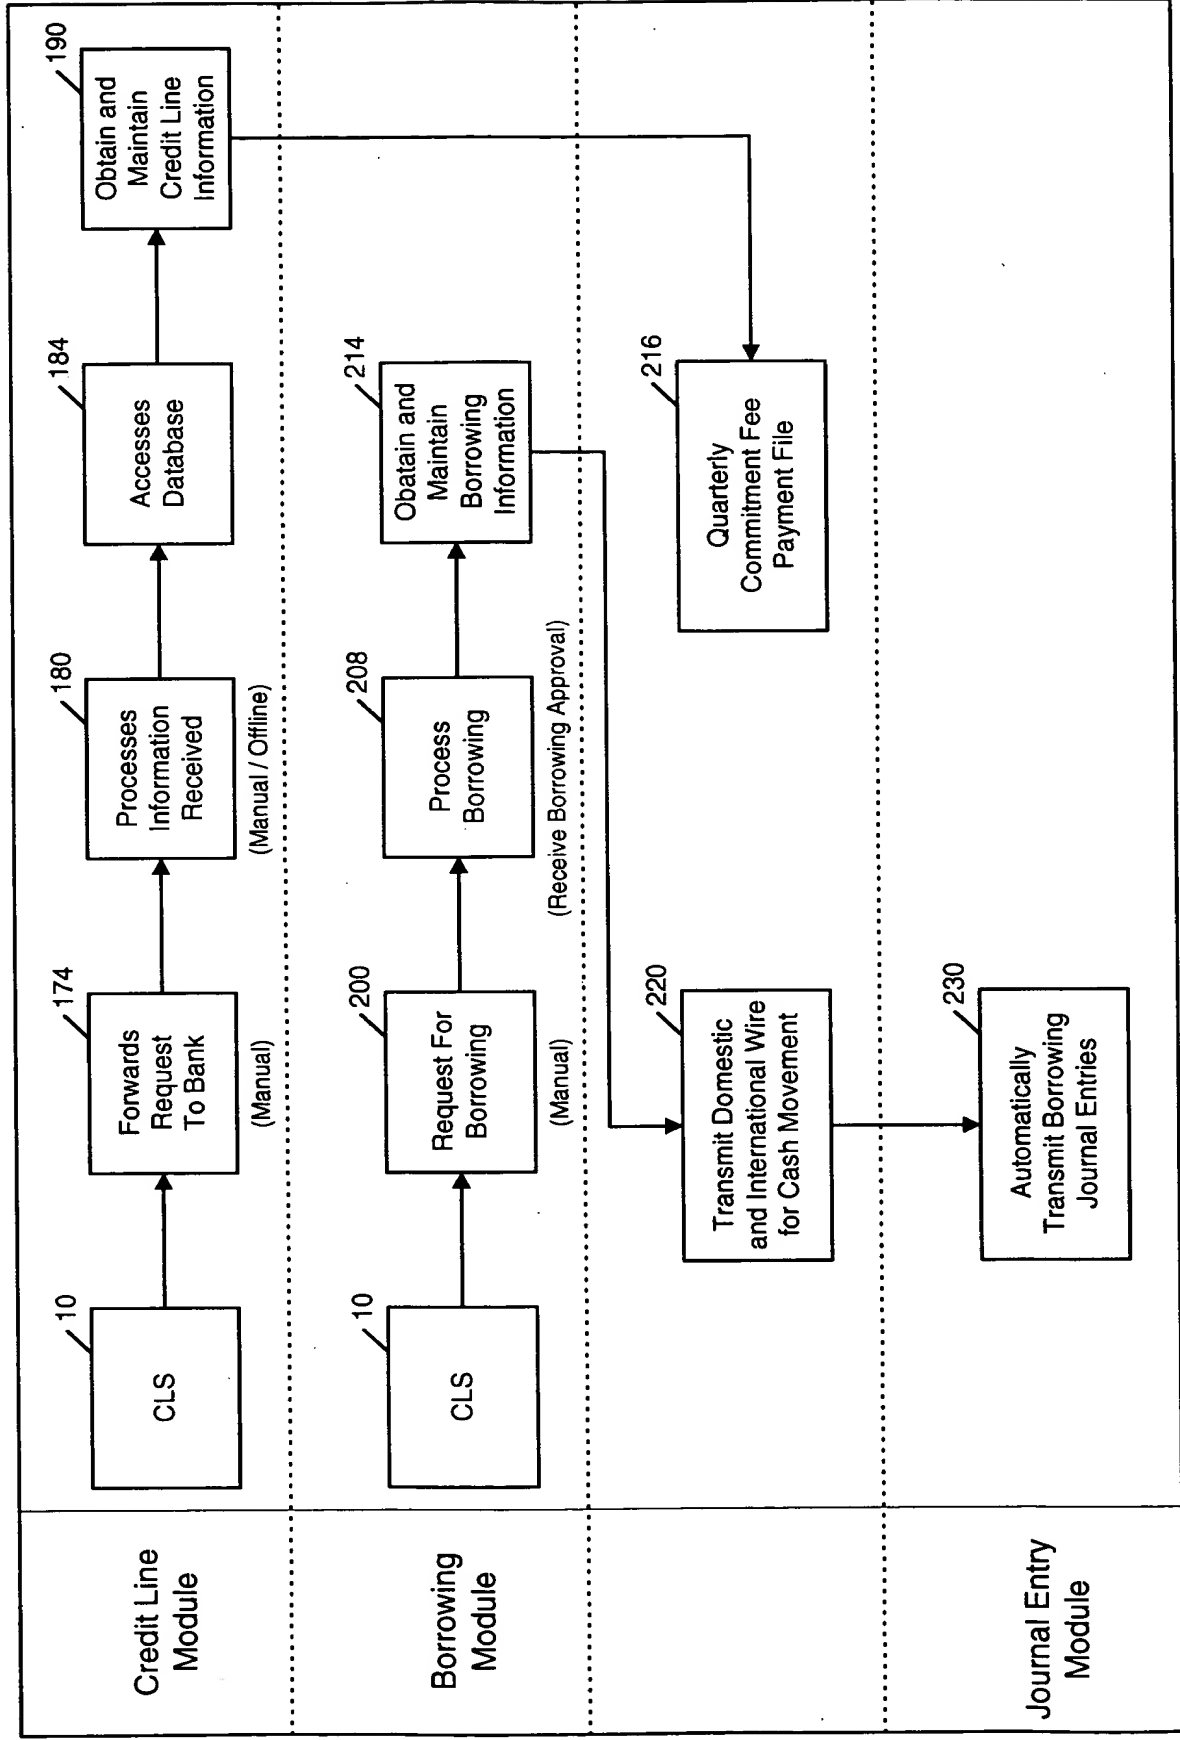 Credit Line
Module
10
CLS
174
Forwards
Request
To Bank
(Manual)
180
Processes
Information
Received
(Manual / Offline)
184
Accesses
Database
190
Obtain and
Maintain
Credit Line
Information
Borrowing
Module
10
CLS
200
Request For
Borrowing
(Manual)
208
Process
Borrowing
(Receive Borrowing Approval)
214
Obatain and
Maintain
Borrowing
Information
220
Transmit Domestic
and International Wire
for Cash Movement
216
Quarterly
Commitment Fee
Payment File
Journal Entry
Module
230
Automatically
Transmit Borrowing
Journal Entries